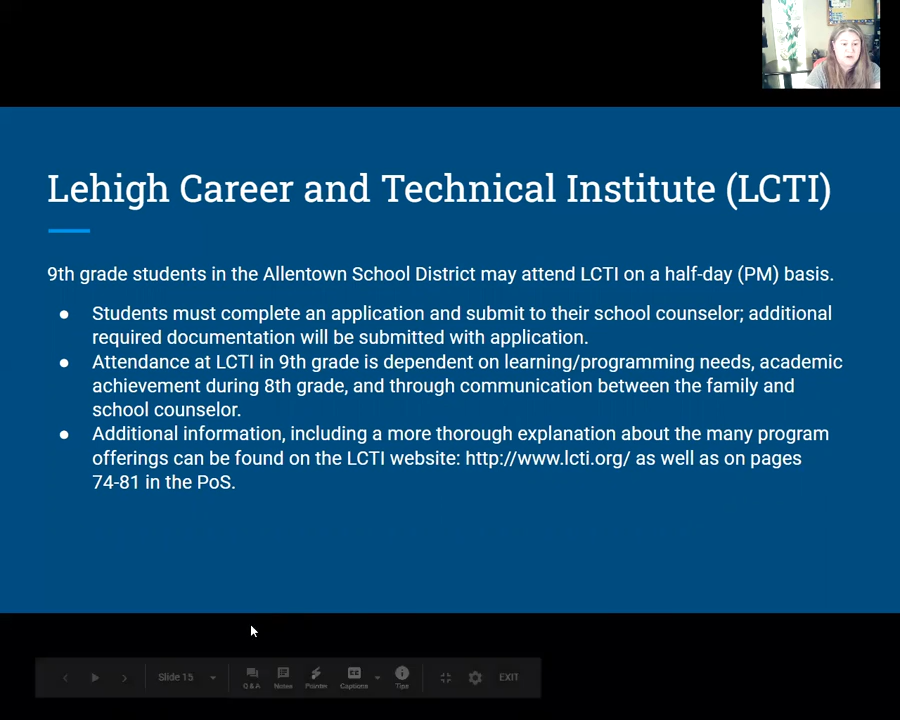 Lehigh Career and Technical Institute (LCTI)
9th grade students in the Allentown School District may attend LCTI on a half-day (PM) basis.
● Students must complete an application and submit to their school counselor; additional
required documentation will be submitted with application.
● Attendance at LCTI in 9th grade is dependent on learning/programming needs, academic
achievement during 8th grade, and through communication between the family and
school counselor.
● Additional information, including a more thorough explanation about the many program
offerings can be found on the LCTI website: http://www.lcti.org/ as well as on pages
74-81 in the PoS.
Slide 15 Q & A Notes Pointer CC Captions Tips EXIT